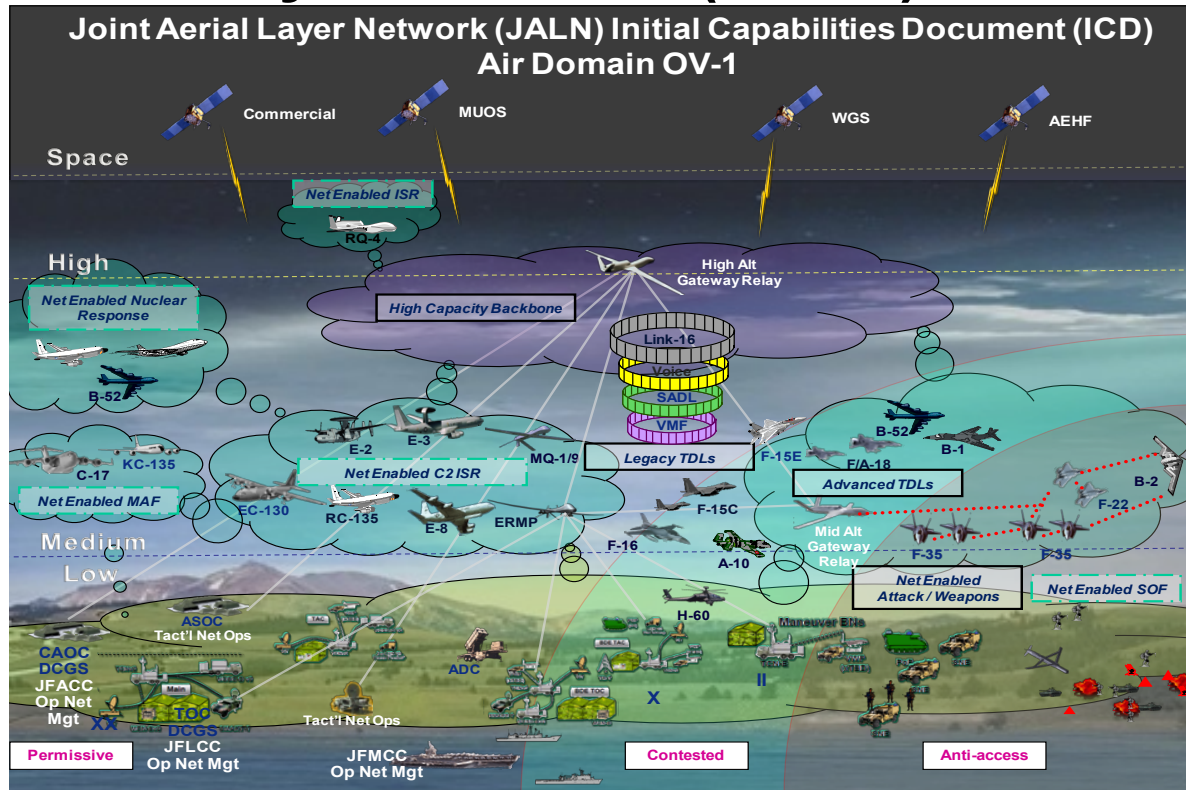 Joint Aerial Layer Network (JALN) Initial Capabilities Document (ICD)
Air Domain OV-1
Commercial
MUOS
WGS
AEHF
Space
Net Enabled ISR
RQ-4
High
High Alt
Gateway Relay
Net Enabled Nuclear
Response
High Capacity Backbone
Link-16
Voice
SADL
VMF
B-52
E-2
E-3
MQ-1/9
Legacy TDLs
F-15E
B-52
F/A-18
B-1
B-2
KC-135
C-17
Net Enabled C2 ISR
Advanced TDLs
Net Enabled MAF
EC-130
RC-135
E-8
ERMP
F-15C
F-22
F-16
Mid Alt
Gateway
Relay
F-35
F-35
A-10
Medium
Low
Net Enabled
Attack / Weapons
Net Enabled SOF
H-60
ASOC
Tact'l Net Ops
TAC
BDE TAC
Maneuver BNs
CAOC
DCGS
JFACC
Op Net
Mgt
ADC
Main
XX
TOC
DCGS
Tact'l Net Ops
BDE TOC
X
II
JFLCC
Op Net Mgt
JFMCC
Op Net Mgt
Permissive
Contested
Anti-access